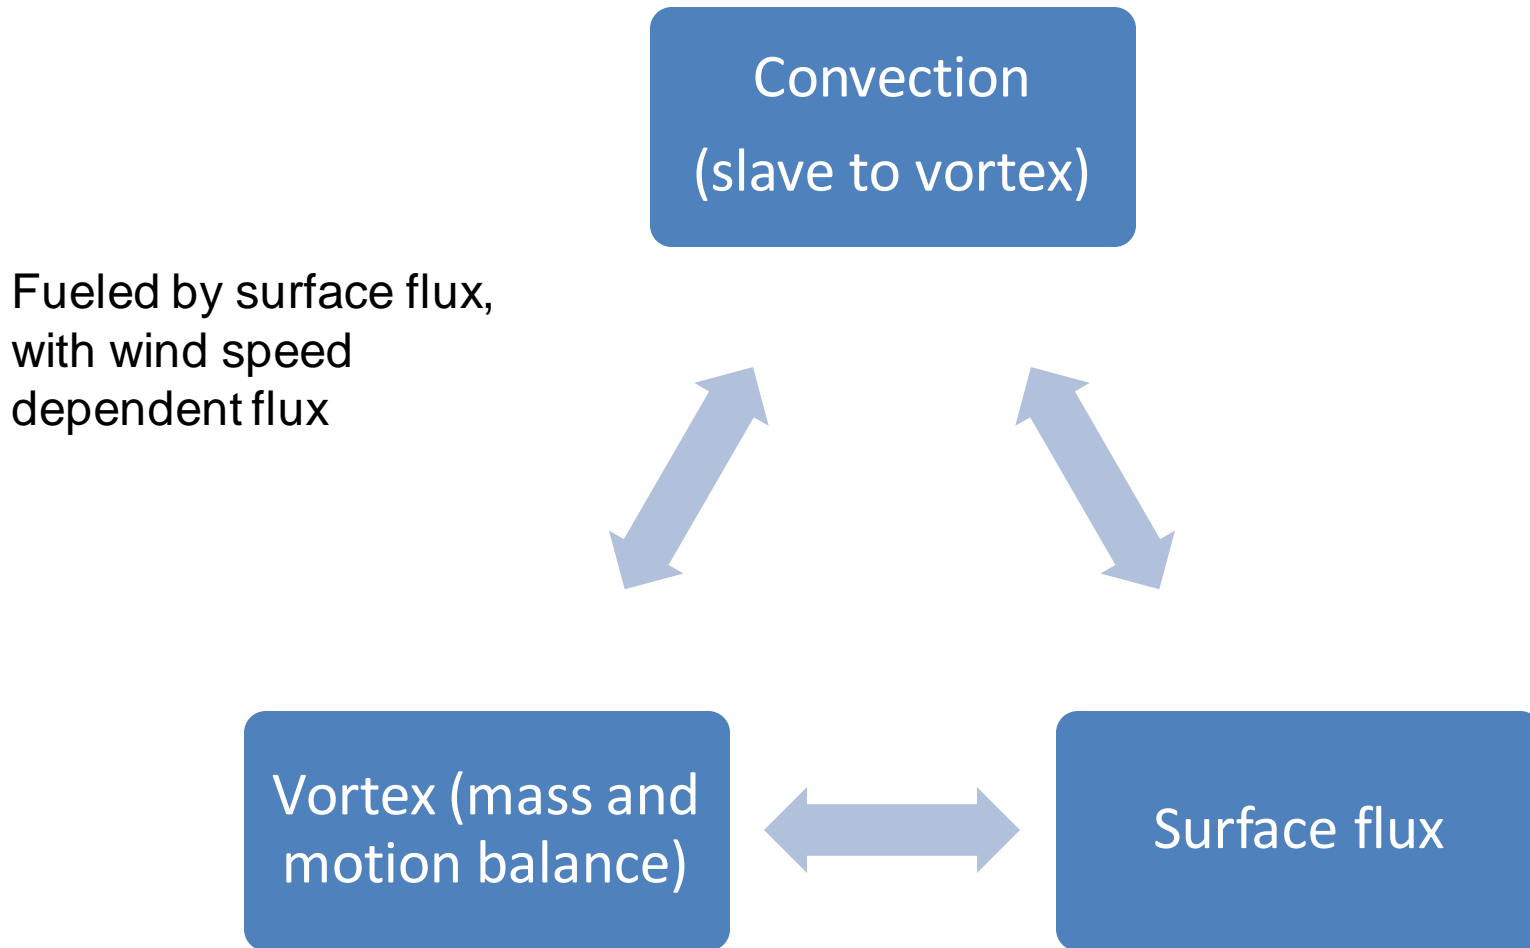 Convection
(slave to vortex)
Fueled by surface flux,
with wind speed
dependent flux
Vortex (mass and
motion balance)
Surface flux